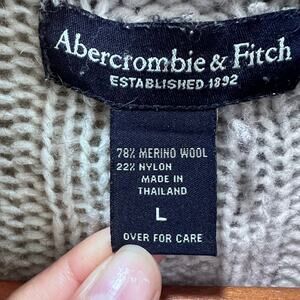 Abercrombie & Fitch
ESTABLISHED 1892
78% MERINO WOOL
22% NYLON
MADE IN
THAILAND
L
OVER FOR CARE